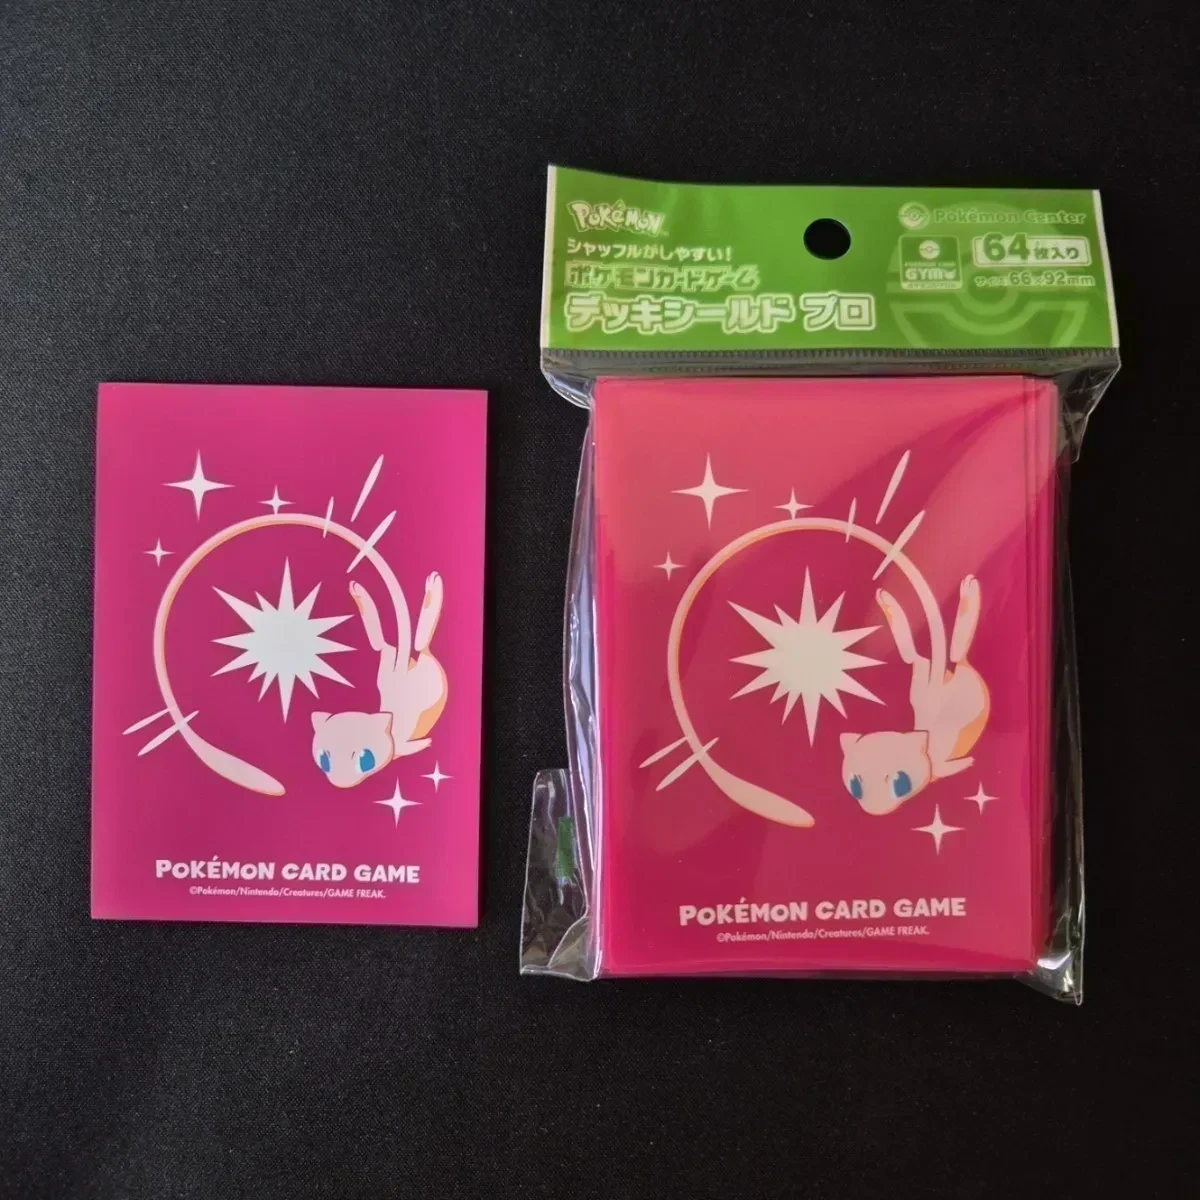 POKÉMON CARD GAME
©Pokémon/Nintendo/Creatures/GAME FREAK.
POKÉMON
シャッフルがしやすい!
ポケモンカードゲーム
デッキシールド プロ
Pokémon Center
POKÉMON CARD
GYM
64枚入り
サイズ:66×92mm
POKÉMON CARD GAME
©Pokémon/Nintendo/Creatures/GAME FREAK.